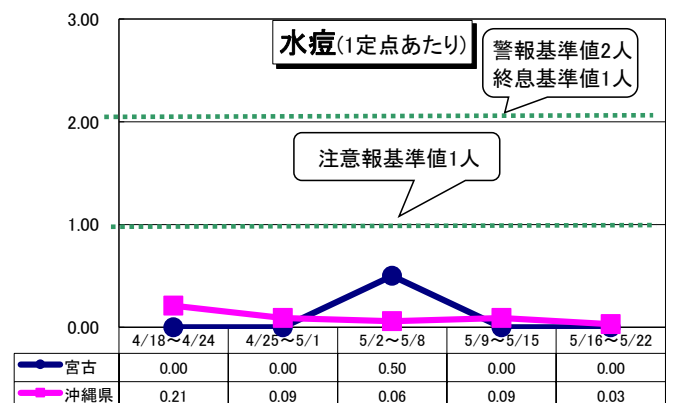 3.00
水痘(1定点あたり)
警報基準値2人
終息基準値1人
2.00
注意報基準値1人
1.00
0.00
4/18～4/24 4/25～5/1 5/2～5/8 5/9～5/15 5/16～5/22
宮古 0.00 0.00 0.50 0.00 0.00
沖縄県 0.21 0.09 0.06 0.09 0.03